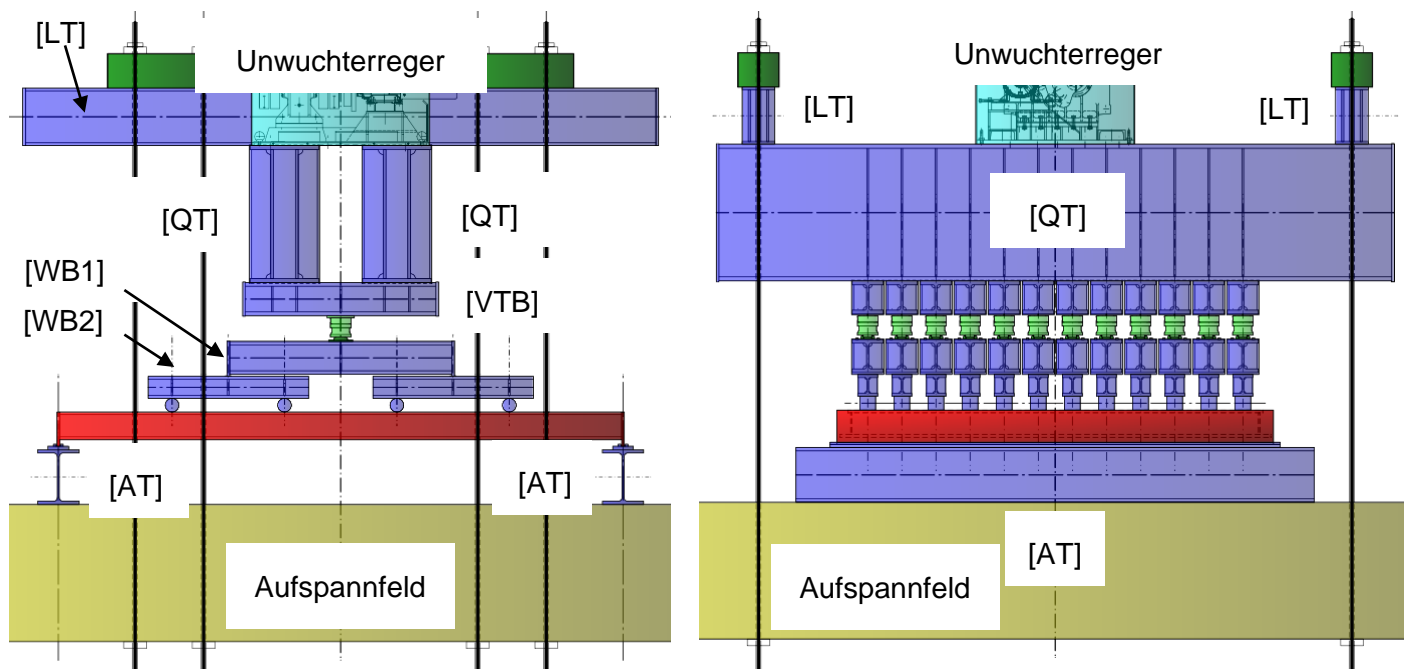 [LT]
Unwuchterreger
[QT]
[QT]
[WB1]
[WB2]
[VTB]
[AT]
[AT]
Aufspannfeld
Unwuchterreger
[LT]
[LT]
[QT]
[AT]
Aufspannfeld